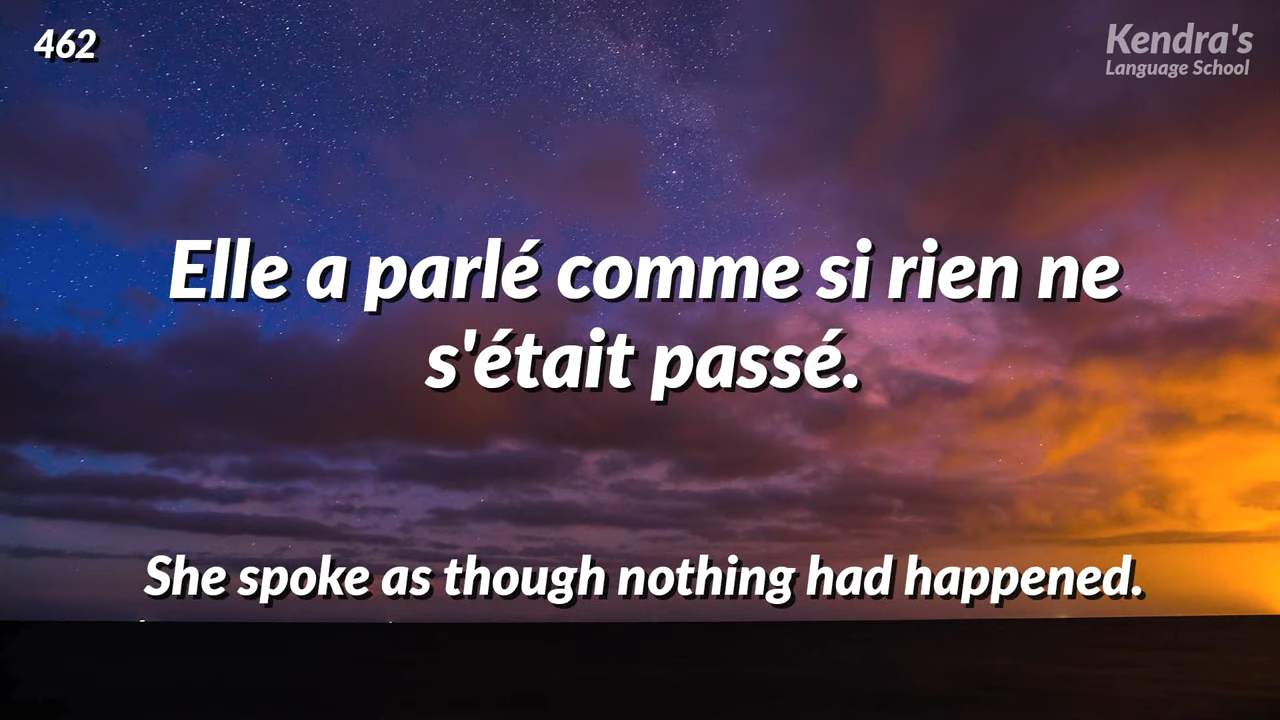 462
Kendra's
Language School
Elle a parlé comme si rien ne
s'était passé.
She spoke as though nothing had happened.